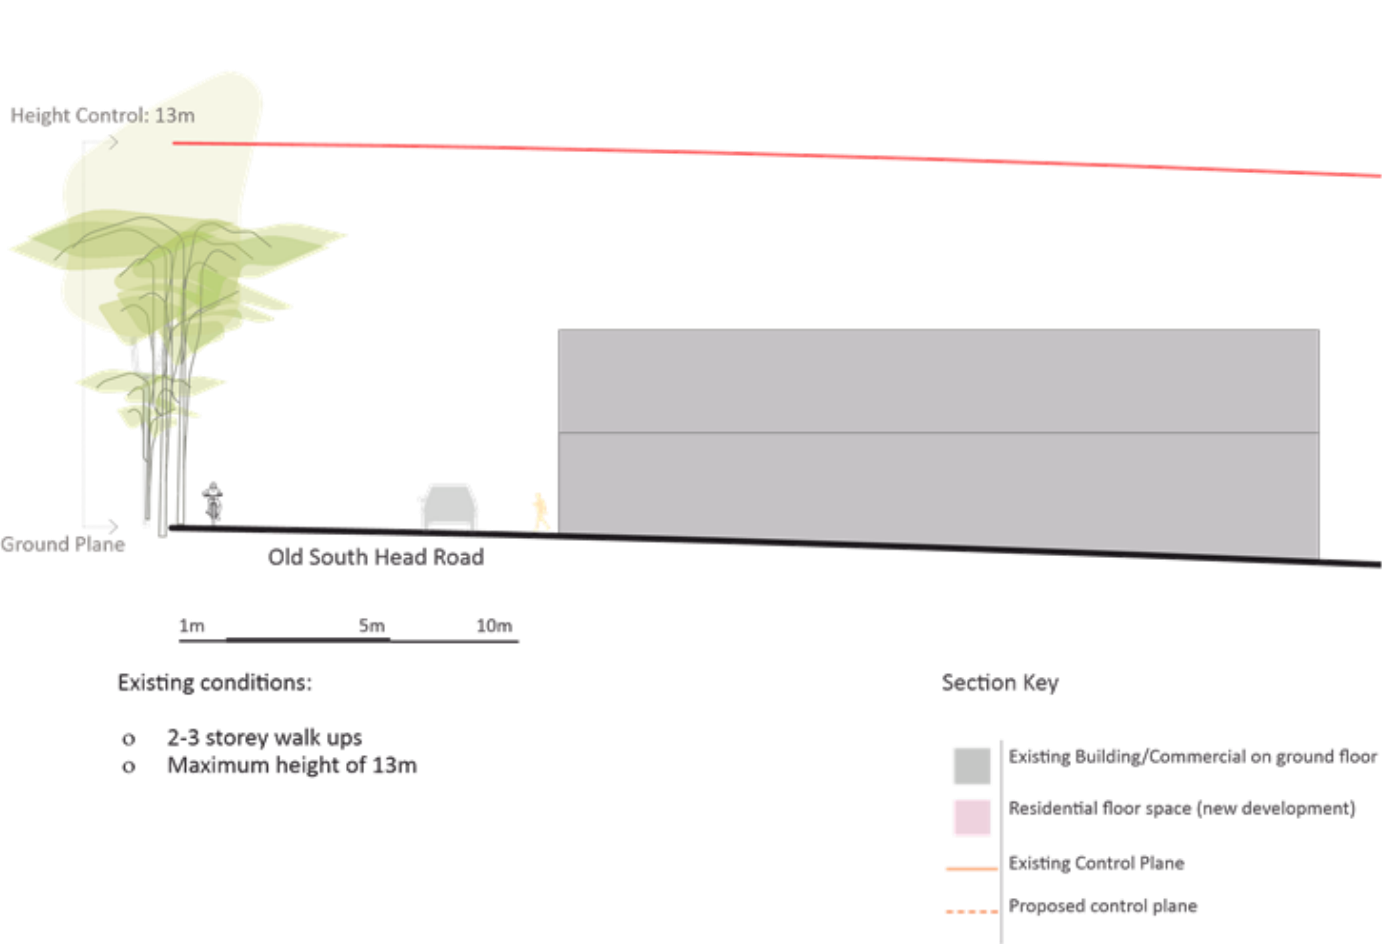 Height Control: 13m
Ground Plane
Old South Head Road
1m 5m 10m
Existing conditions:
o 2-3 storey walk ups
o Maximum height of 13m
Section Key
Existing Building/Commercial on ground floor
Residential floor space (new development)
Existing Control Plane
Proposed control plane